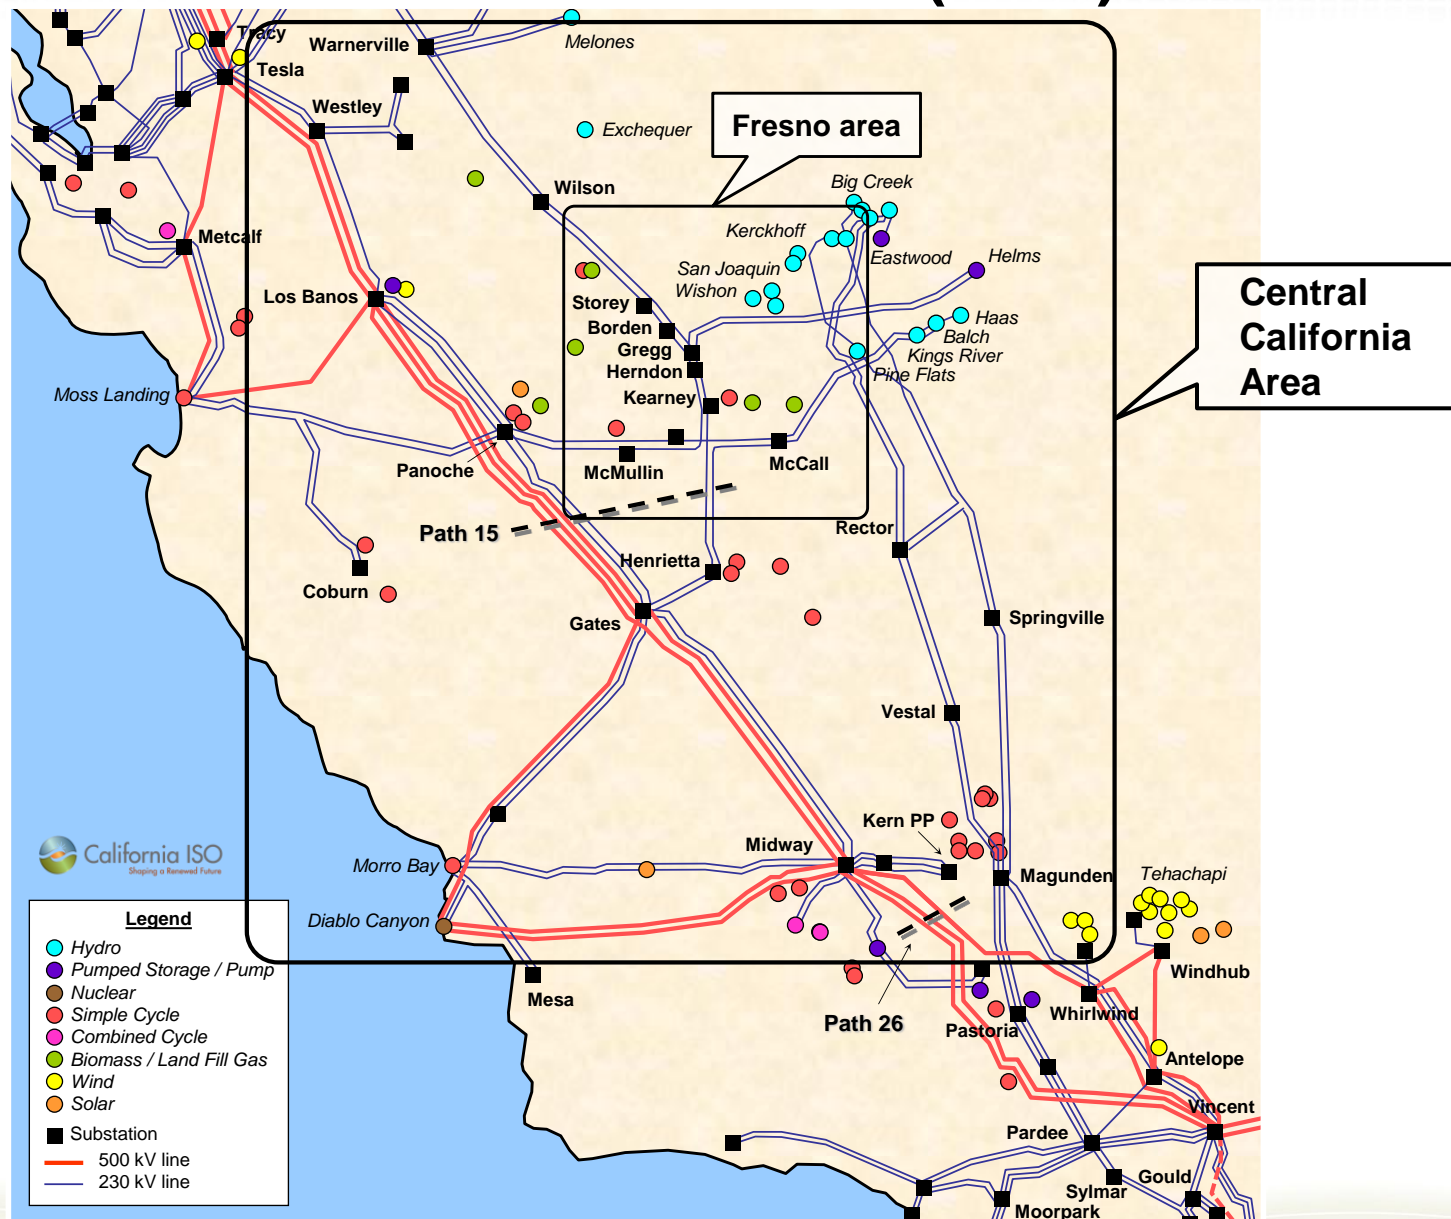 Tracy
Warnerville
Melones
Tesla
Westley
Fresno area
Exchequer
Big Creek
Wilson
Kerckhoff
Metcalf
Eastwood
Helms
San Joaquin
Wishon
Los Banos
Storey
Central
California
Area
Borden
Haas
Gregg
Balch
Herndon
Kings River
Pine Flats
Moss Landing
Kearney
Panoche
McMullin
McCall
Path 15
Rector
Henrietta
Coburn
Gates
Springville
Vestal
Kern PP
Midway
California ISO
Shaping a Renewed Future
Morro Bay
Magunden
Tehachapi
Diablo Canyon
Legend
Hydro
Pumped Storage / Pump
Nuclear
Simple Cycle
Combined Cycle
Biomass / Land Fill Gas
Wind
Solar
Substation
500 kV line
230 kV line
Mesa
Windhub
Path 26
Pastoria
Whirlwind
Antelope
Vincent
Pardee
Gould
Sylmar
Moorpark